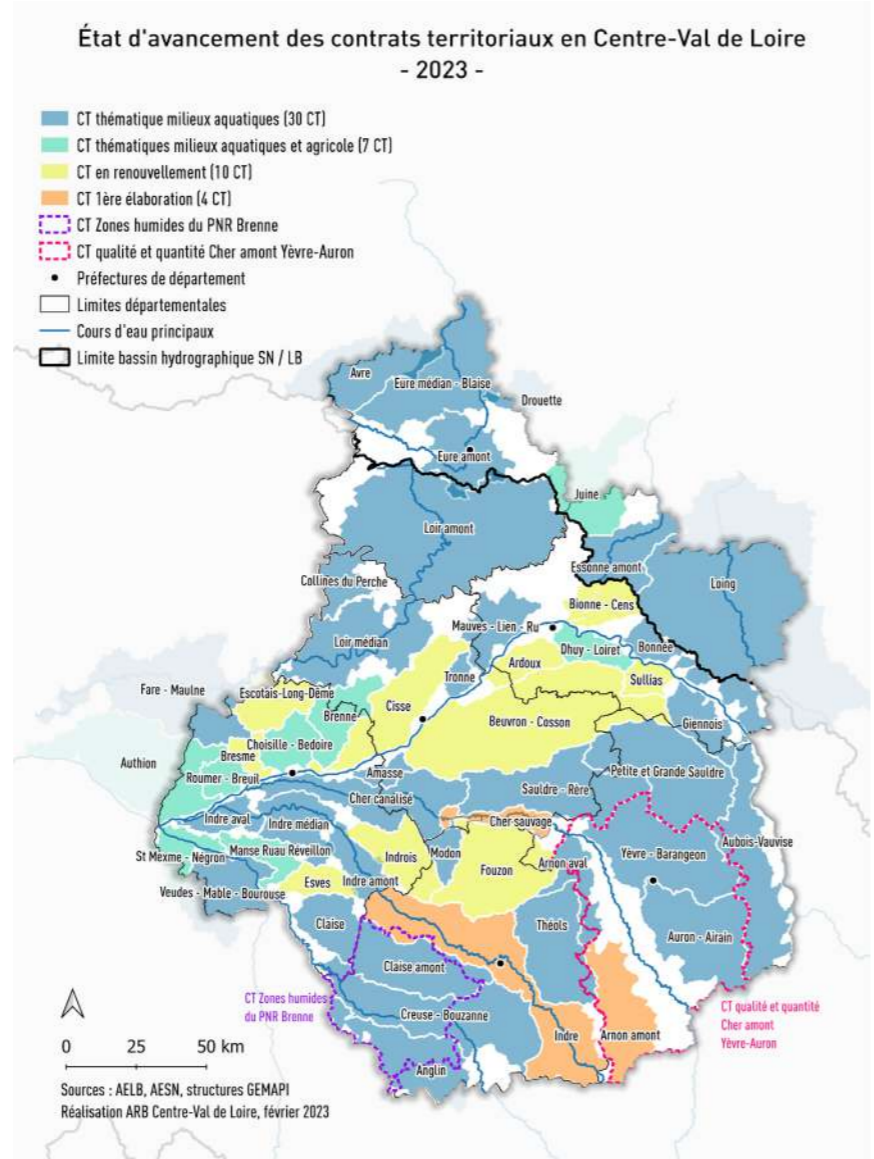 État d'avancement des contrats territoriaux en Centre-Val de Loire
- 2023 -
CT thématique milieux aquatiques (30 CT)
CT thématiques milieux aquatiques et agricole (7 CT)
CT en renouvellement (10 CT)
CT 1ère élaboration (4 CT)
CT Zones humides du PNR Brenne
CT qualité et quantité Cher amont Yèvre-Auron
Préfectures de département
Limites départementales
Cours d'eau principaux
Limite bassin hydrographique SN / LB
Avre
Eure médian - Blaise
Drouette
Eure amont
Juine
Loir amont
Essonne amont
Loing
Collines du Perche
Bionne - Cens
Mauves - Lien - Ru
Loir médian
Bonnée
Dhuy - Loiret
Ardoux
Tronne
Sullias
Fare - Maulne
Escotais-Long-Dême
Cisse
Brenne
Giennois
Beuvron - Cosson
Choisille - Bedoire
Authion
Bresme
Roumer - Breuil
Amasse
Petite et Grande Sauldre
Sauldre - Rère
Cher canalisé
Indre aval
Indre médian
Cher sauvage
Aubois-Vauvise
St Mexme - Négron
Manse Ruau Réveillon
Indrois
Modon
Arnon aval
Yèvre - Barangeon
Fouzon
Veudes - Mable - Bourouse
Esves
Indre amont
Claise
Théols
Auron - Airain
Claise amont
CT Zones humides
du PNR Brenne
CT qualité et quantité
Cher amont
Yèvre-Auron
Creuse - Bouzanne
Indre
Arnon amont
Anglin
0 25 50 km
Sources : AELB, AESN, structures GEMAPI
Réalisation ARB Centre-Val de Loire, février 2023